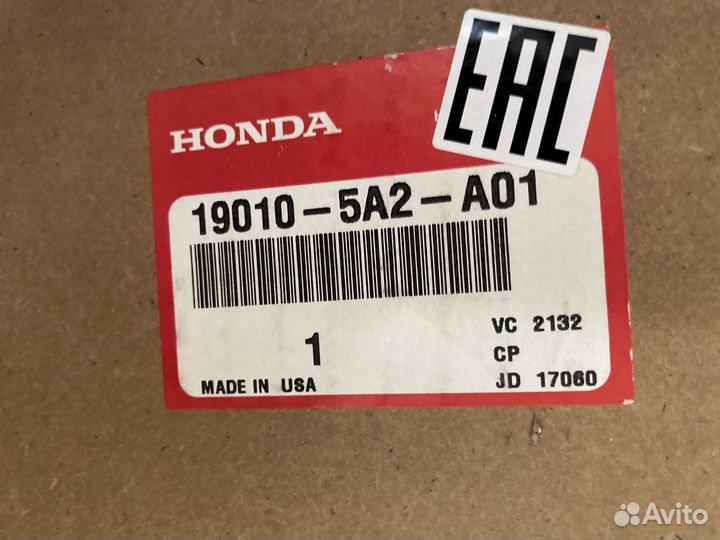 EAC
HONDA
19010-5A2-A01
VC 2132
1
CP
MADE IN USA
JD 17060
Avito